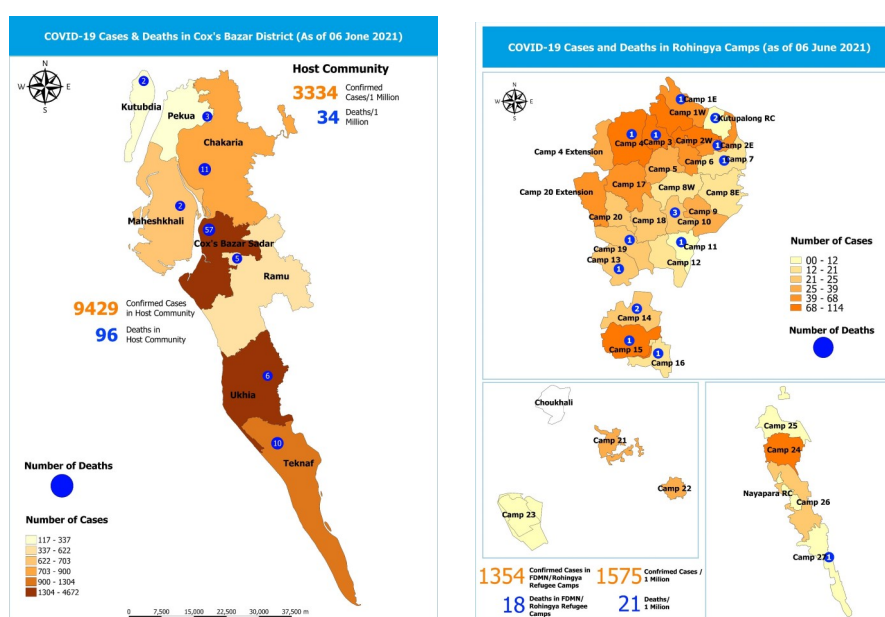 COVID-19 Cases & Deaths in Cox's Bazar District (As of 06 Jone 2021)
N
W E
S
Host Community
3334 Confirmed Cases/1 Million
34 Deaths/1 Million
2
Kutubdia
Pekua
3
Chakaria
11
2
Maheshkhali
57
Cox's Bazar Sadar
5
Ramu
9429 Confirmed Cases in Host Community
96 Deaths in Host Community
6
Ukhia
10
Teknaf
Number of Deaths
Number of Cases
117 - 337
337 - 622
622 - 703
703 - 900
900 - 1304
1304 - 4672
0 7,500 15,000 22,500 30,000 37,500 m
COVID-19 Cases and Deaths in Rohingya Camps (as of 06 June 2021)
N
W E
S
1 Camp 1E
Camp 1W
2
Kutupalong RC
1
Camp 4
1
Camp 3
Camp 2W
1
Camp 2E
Camp 4 Extension
Camp 5
Camp 6
1
Camp 7
Camp 20 Extension
Camp 17
Camp 8W
Camp 8E
Camp 20
Camp 18
3
Camp 9
Camp 10
1
Camp 19
1
Camp 11
Camp 13
1
Camp 12
2
Camp 14
1
Camp 15
1
Camp 16
Number of Cases
00 - 12
12 - 21
21 - 25
25 - 39
39 - 68
68 - 114
Number of Deaths
Choukhali
Camp 21
Camp 22
Camp 23
Camp 25
Camp 24
Nayapara RC
Camp 26
Camp 27
1
1354 Confirmed Cases in FDMN/Rohingya Refugee Camps
1575 Confrimed Cases / 1 Milion
18 Deaths in FDMN/ Rohingya Refugee Camps
21 Deaths/ 1 Milion